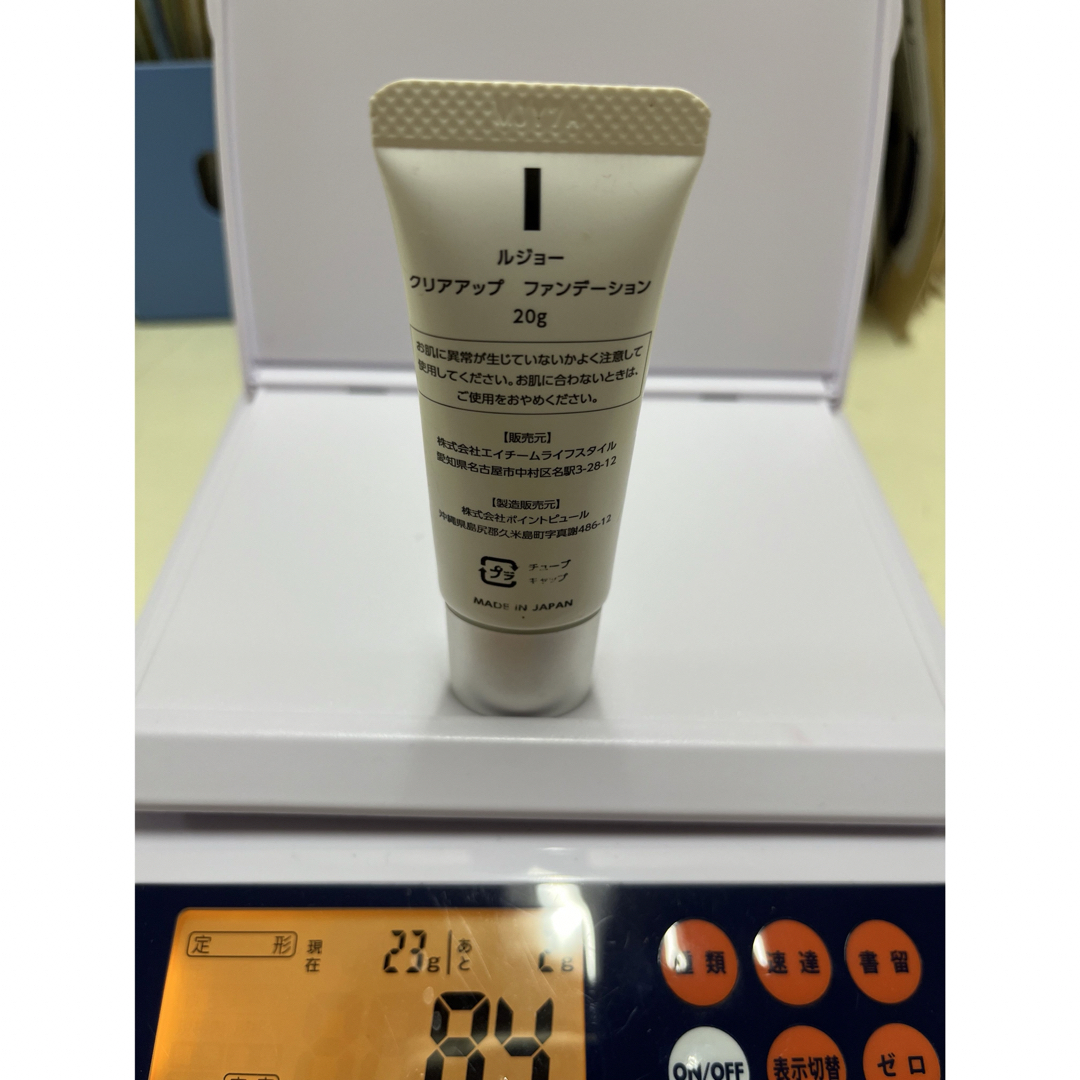 ルジョー
クリアアップ ファンデーション
20g
お肌に異常が生じていないかよく注意して
使用してください。お肌に合わないときは、
ご使用をおやめください。
【販売元】
株式会社エイチームライフスタイル
愛知県名古屋市中村区名駅3-28-12
【製造販売元】
株式会社ポイントピュール
沖縄県島尻郡久米島町字真謝486-12
プラ
チューブ
キャップ
MADE IN JAPAN
定形 現在 23g あと 2g
84
種類 速達 書留
ON/OFF 表示切替 ゼロ